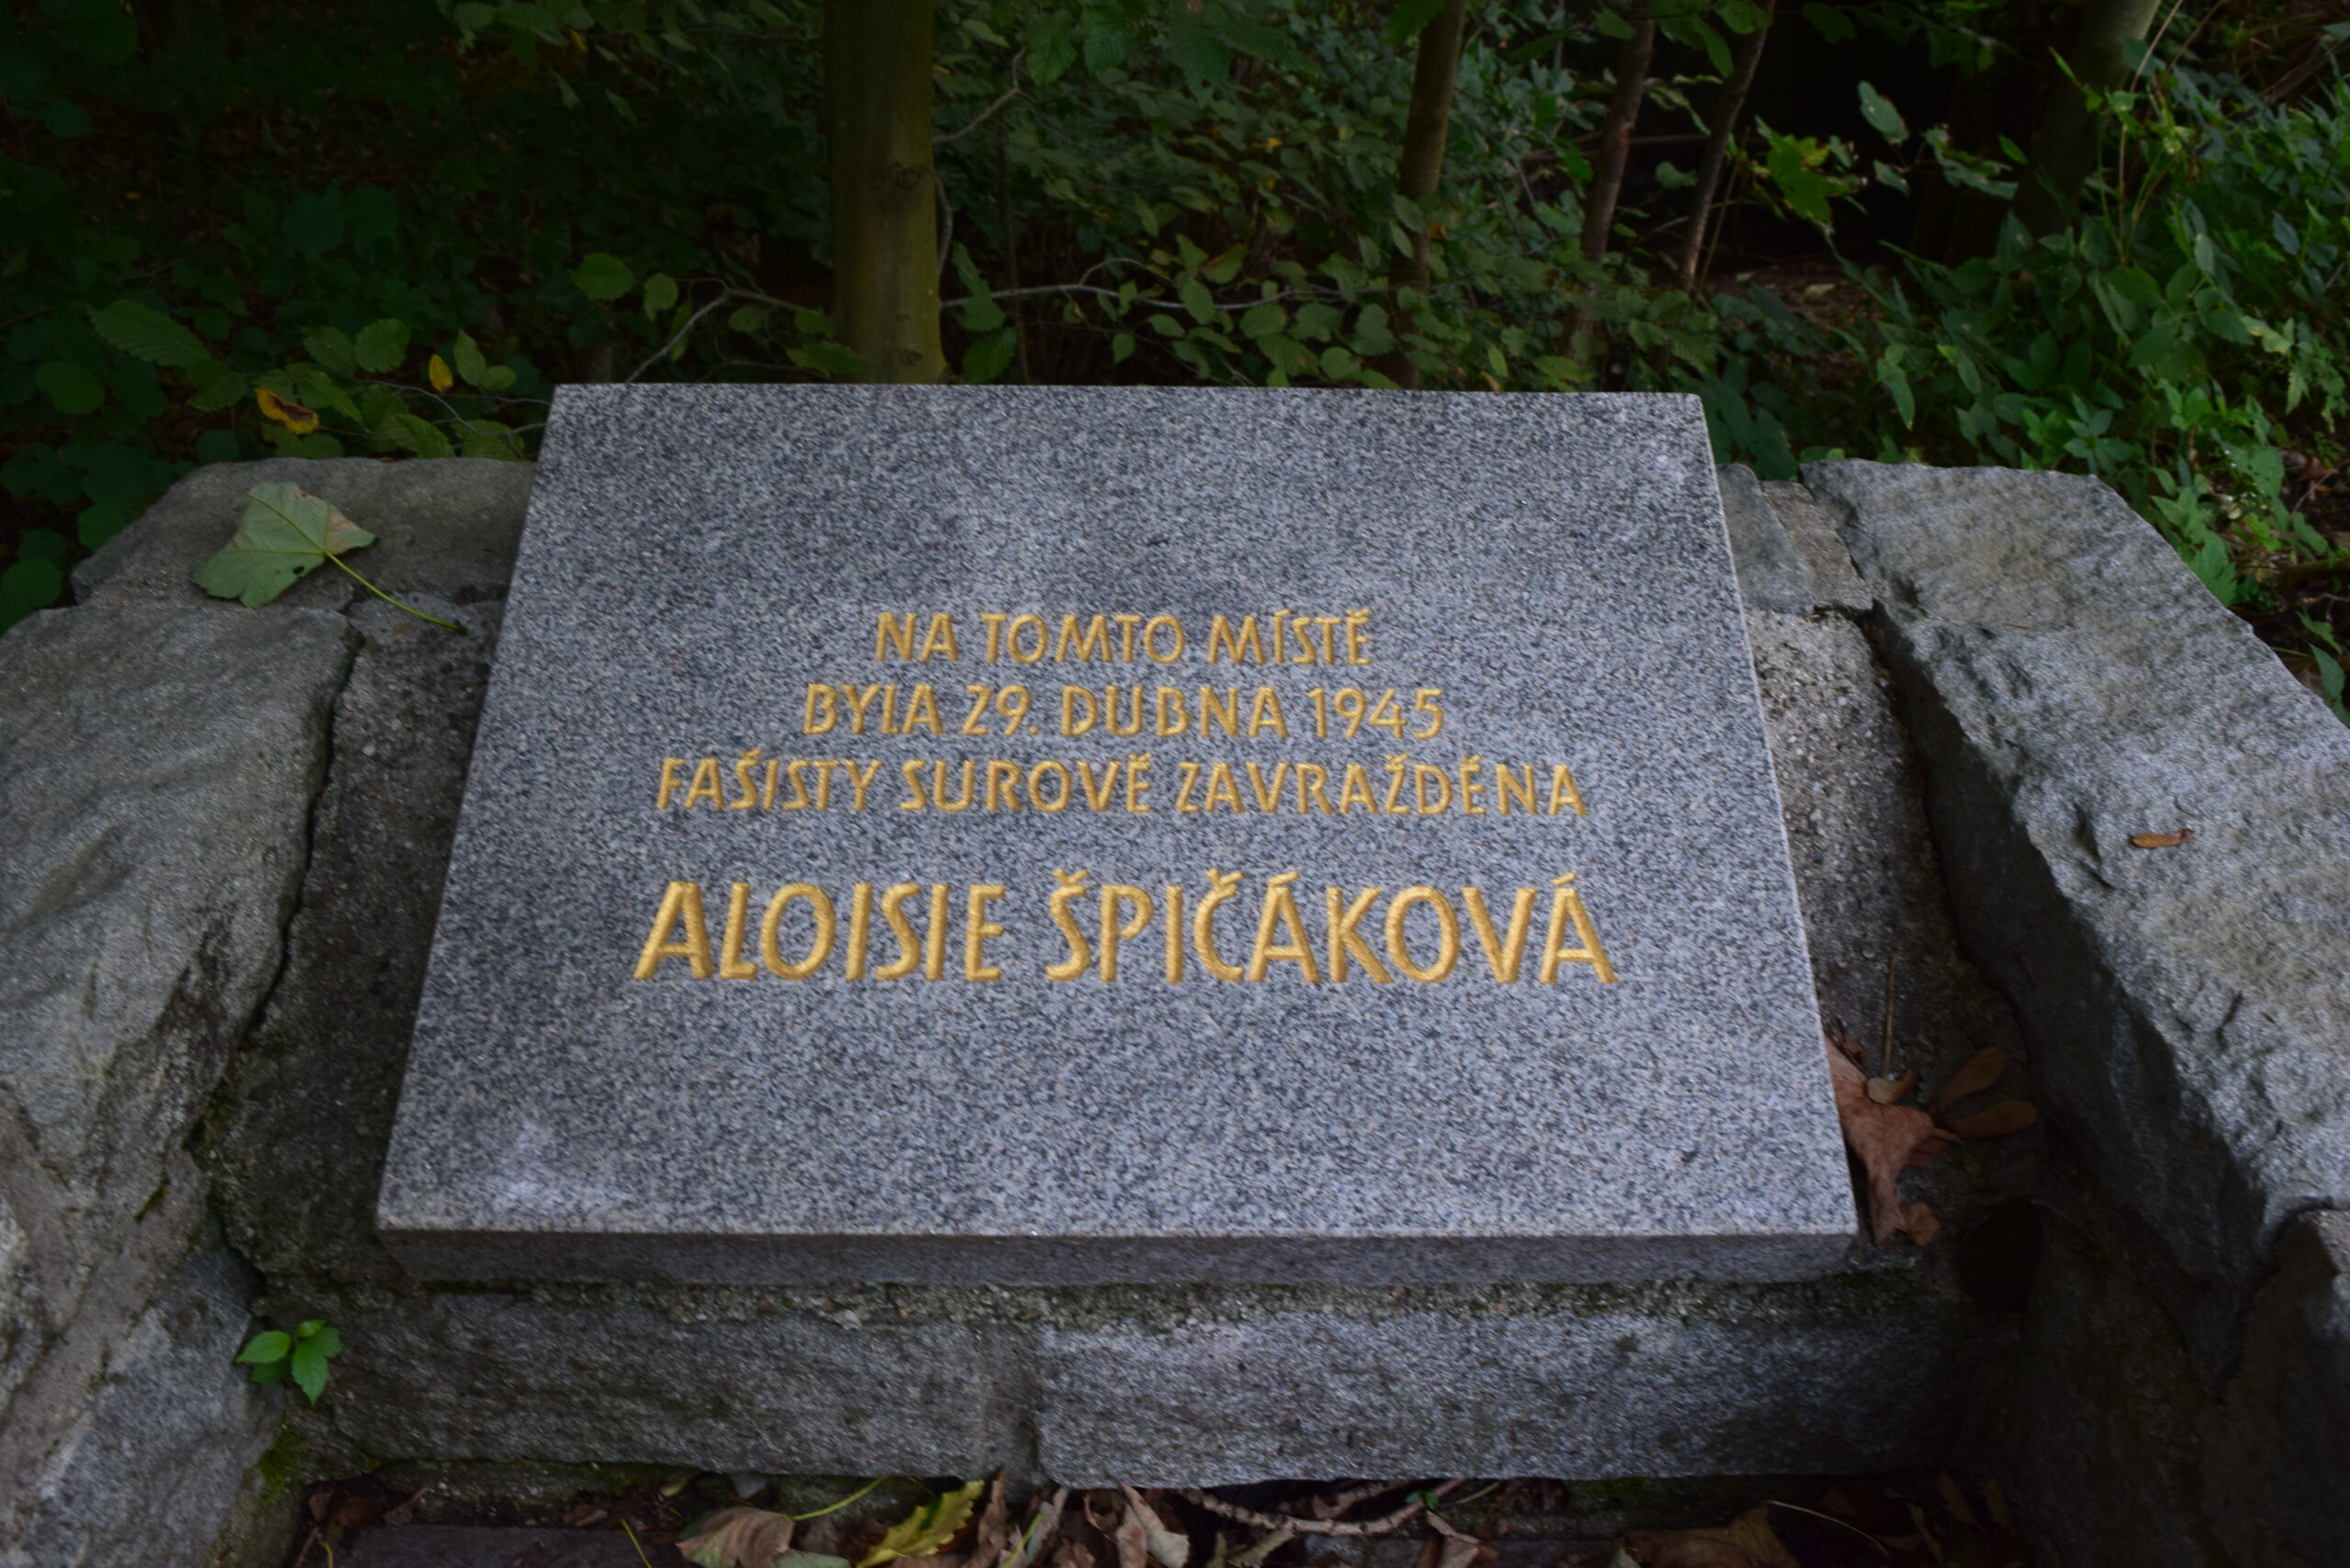 NA TOMTO MÍSTĚ
BYLA 29. DUBNA 1945
FAŠISTY SUROVĚ ZAVRAŽDĚNA
ALOISIE ŠPIČÁKOVÁ